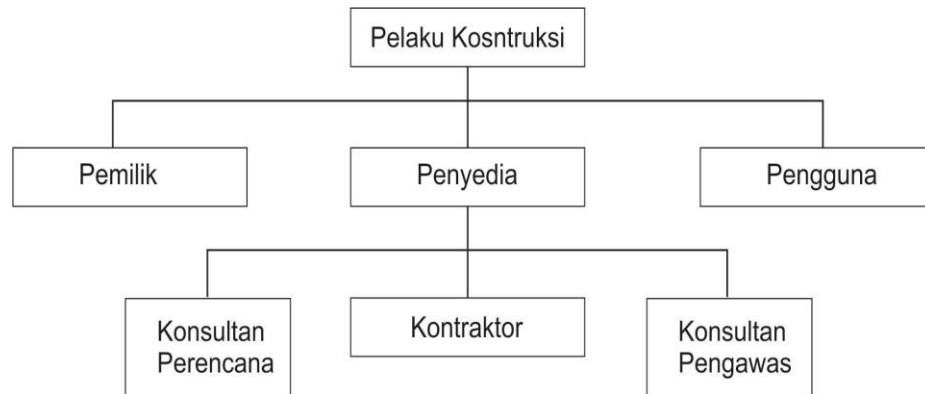 Pelaku Kosntruksi
Pemilik
Penyedia
Pengguna
Konsultan
Perencana
Kontraktor
Konsultan
Pengawas